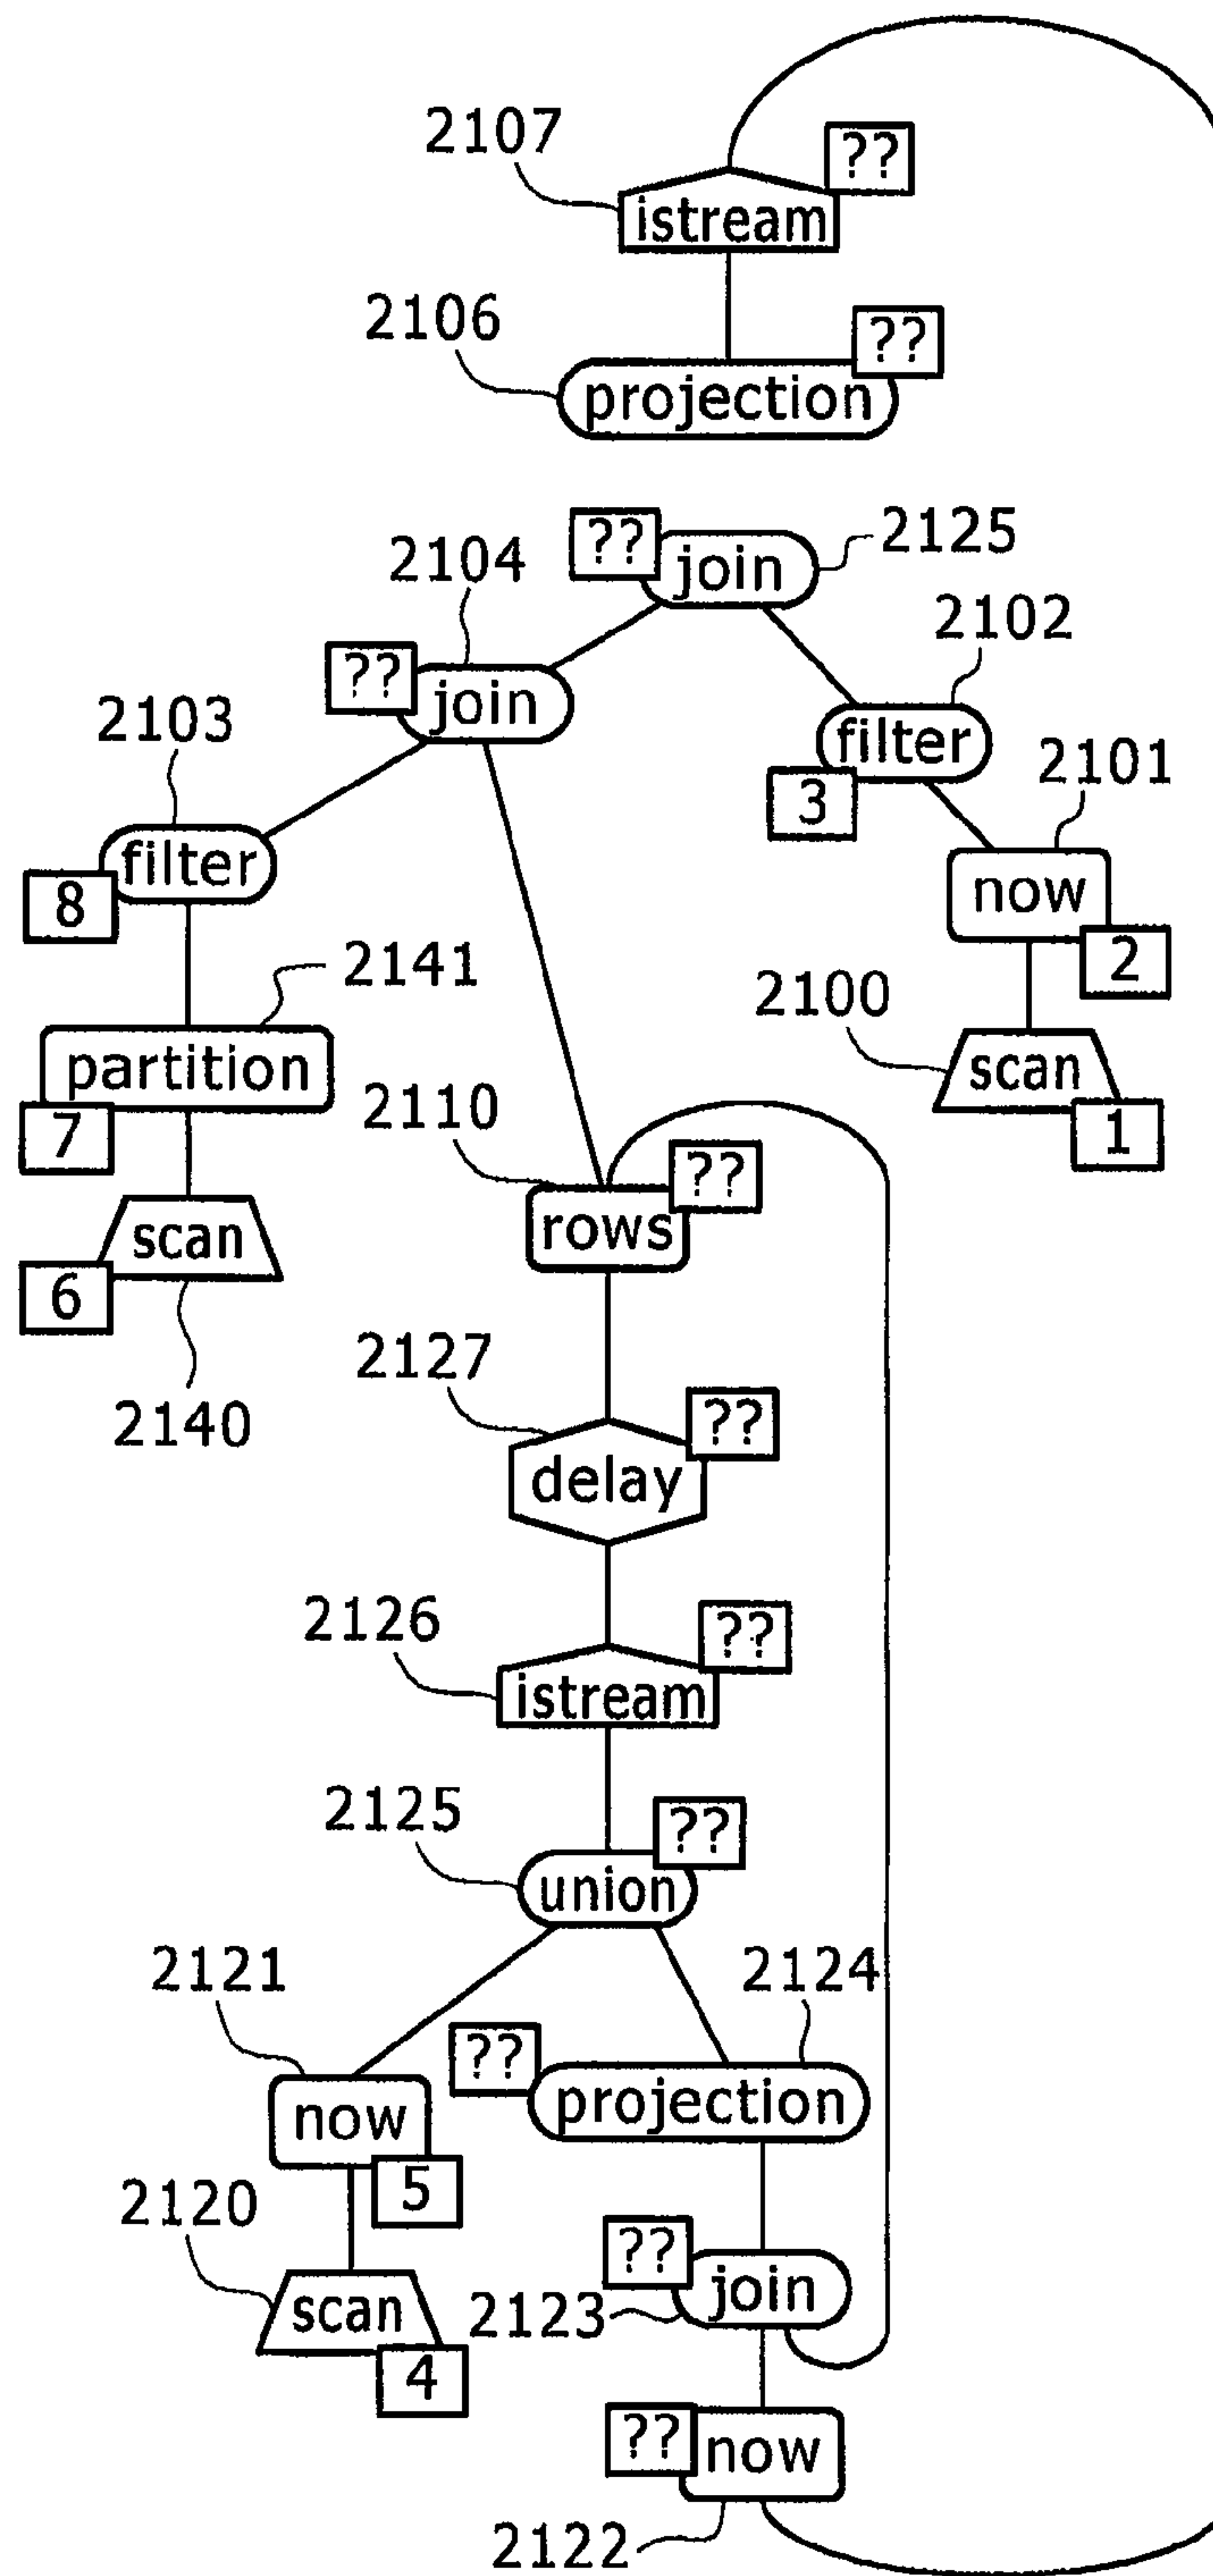 2107
??
istream
2106
??
projection
??
join
2125
2104
??
join
2102
filter
3
2103
filter
8
2101
now
2
2141
partition
7
2100
scan
1
2110
??
rows
scan
6
2140
2127
??
delay
2126
??
istream
2125
??
union
2121
now
5
2124
??
projection
2120
scan
4
??
join
2123
??
now
2122